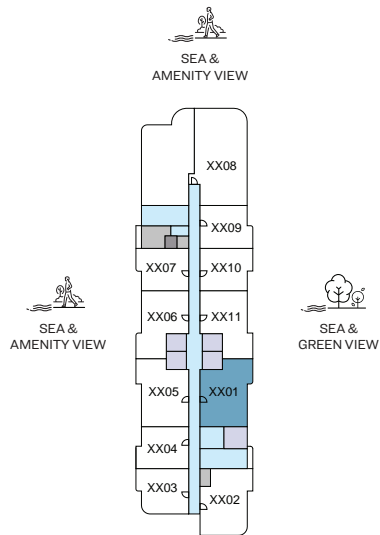 SEA &
AMENITY VIEW
XX08
XX09
XX07 XX10
XX06 XX11
SEA &
AMENITY VIEW
SEA &
GREEN VIEW
XX05 XX01
XX04
XX03 XX02